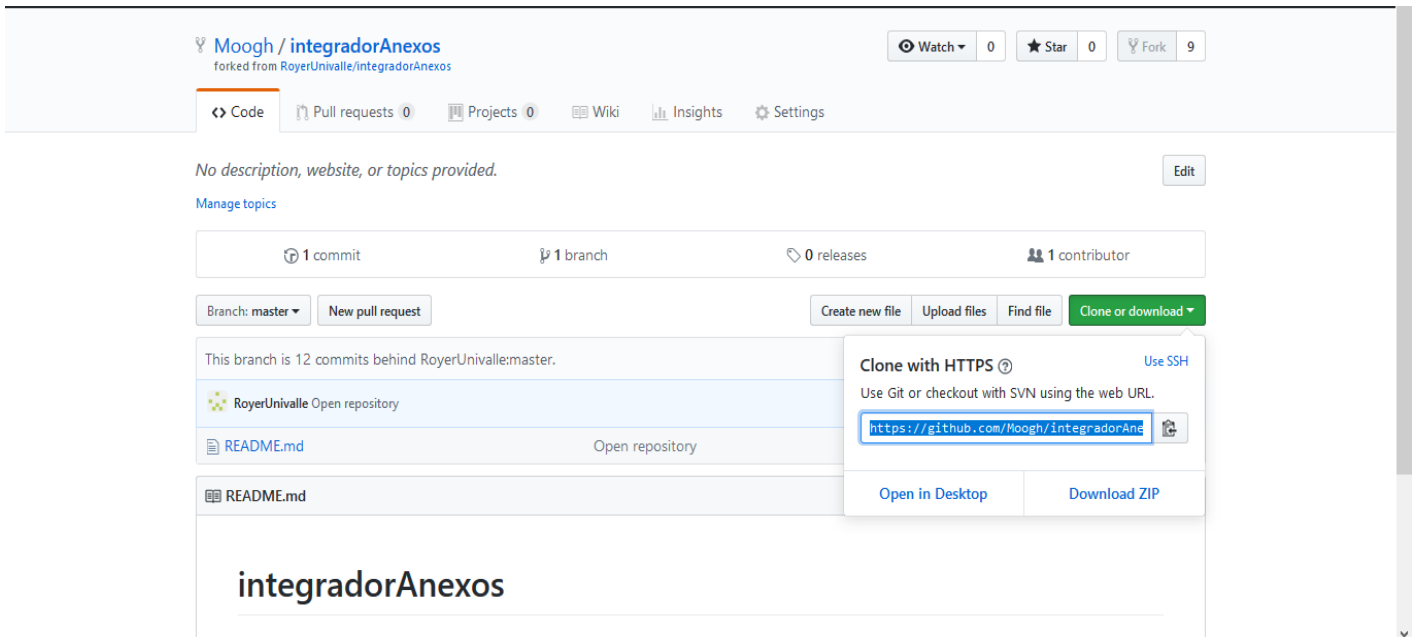 Moogh / integradorAnexos
forked from RoyerUnivalle/integradorAnexos
Watch 0 Star 0 Fork 9
Code Pull requests 0 Projects 0 Wiki Insights Settings
No description, website, or topics provided.
Edit
Manage topics
1 commit 1 branch 0 releases 1 contributor
Branch: master New pull request Create new file Upload files Find file Clone or download
This branch is 12 commits behind RoyerUnivalle:master.
RoyerUnivalle Open repository
README.md Open repository
Clone with HTTPS Use SSH
Use Git or checkout with SVN using the web URL.
https://github.com/Moogh/integradorAne
Open in Desktop Download ZIP
README.md
integradorAnexos